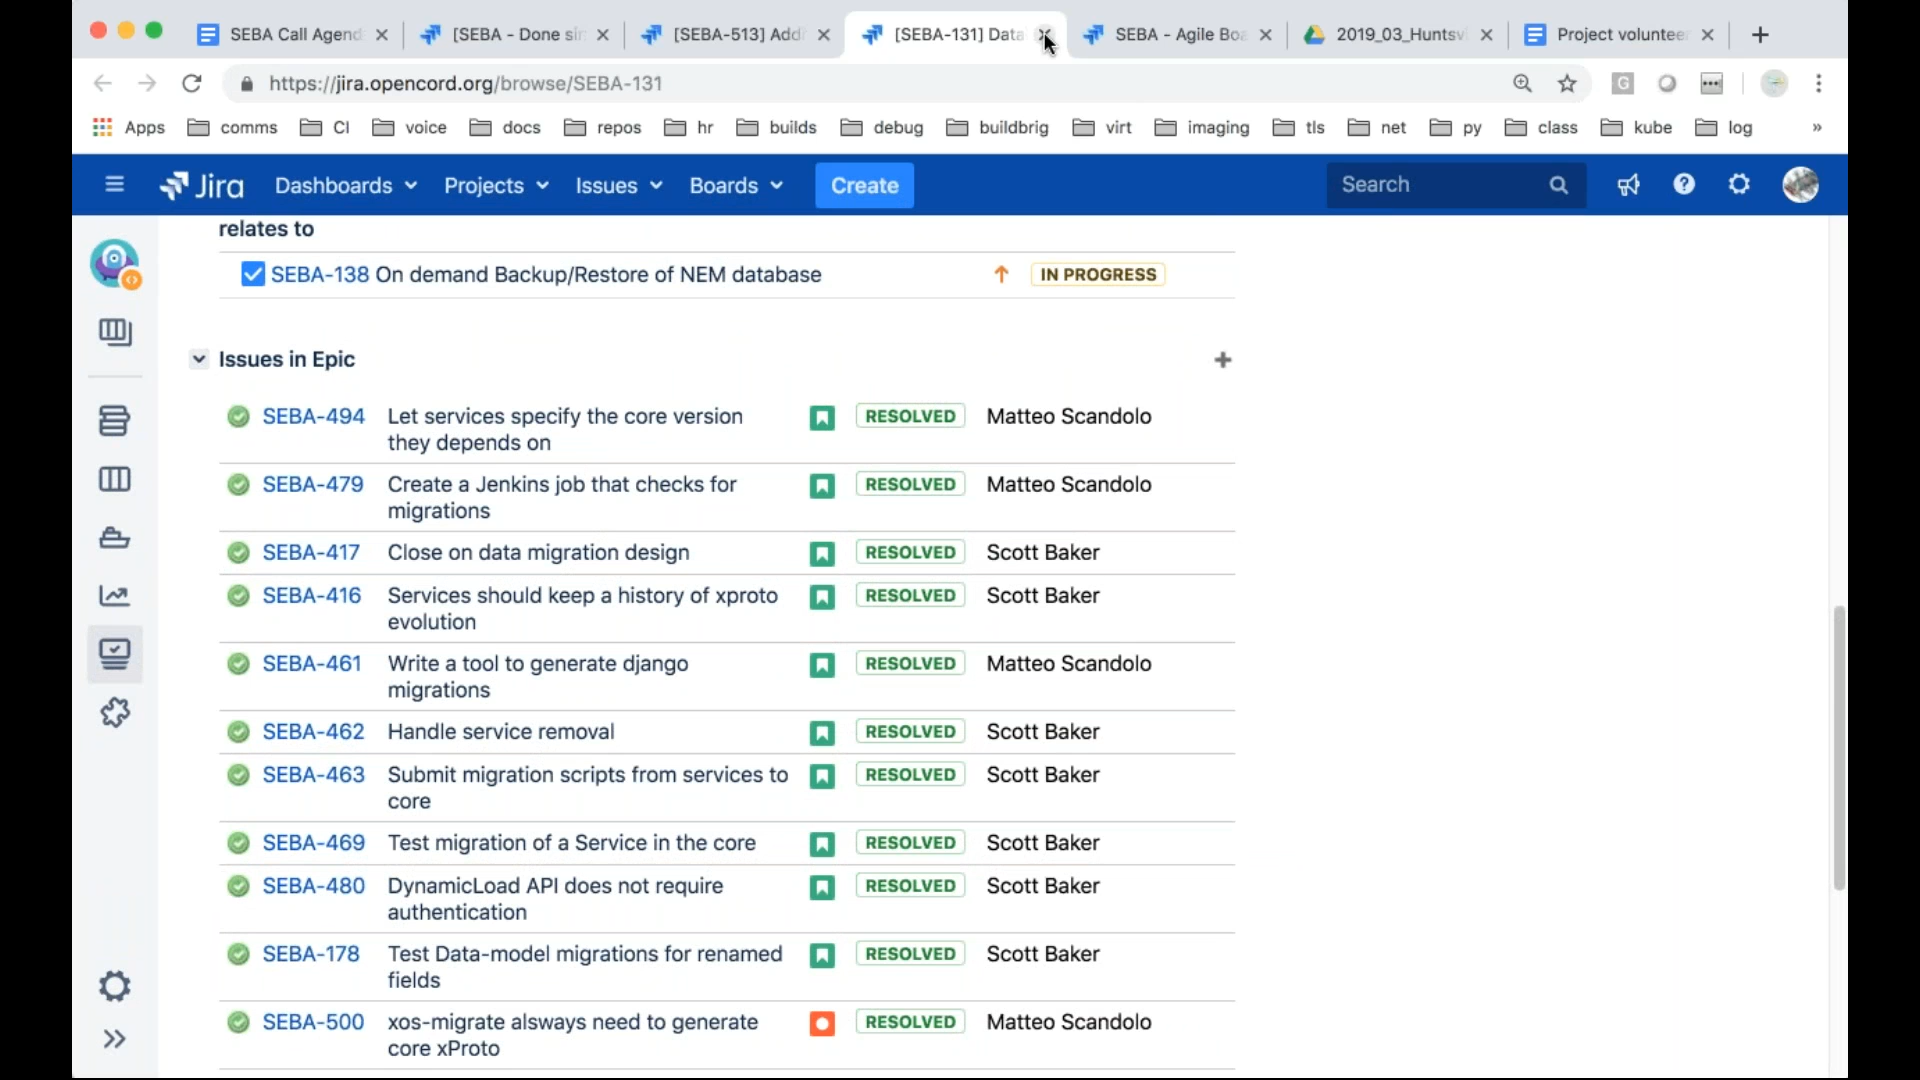 SEBA Call Agend
[SEBA - Done sin
[SEBA-513] Add
[SEBA-131] Data
SEBA - Agile Boa
2019_03_Huntsv
Project volunteer
https://jira.opencord.org/browse/SEBA-131
G
Apps
comms
CI
voice
docs
repos
hr
builds
debug
buildbrig
virt
imaging
tls
net
py
class
kube
log
»
Jira
Dashboards
Projects
Issues
Boards
Create
Search
relates to
SEBA-138 On demand Backup/Restore of NEM database
IN PROGRESS
Issues in Epic
SEBA-494 Let services specify the core version RESOLVED Matteo Scandolo
they depends on
SEBA-479 Create a Jenkins job that checks for RESOLVED Matteo Scandolo
migrations
SEBA-417 Close on data migration design RESOLVED Scott Baker
SEBA-416 Services should keep a history of xproto RESOLVED Scott Baker
evolution
SEBA-461 Write a tool to generate django RESOLVED Matteo Scandolo
migrations
SEBA-462 Handle service removal RESOLVED Scott Baker
SEBA-463 Submit migration scripts from services to RESOLVED Scott Baker
core
SEBA-469 Test migration of a Service in the core RESOLVED Scott Baker
SEBA-480 DynamicLoad API does not require RESOLVED Scott Baker
authentication
SEBA-178 Test Data-model migrations for renamed RESOLVED Scott Baker
fields
SEBA-500 xos-migrate alsways need to generate RESOLVED Matteo Scandolo
core xProto